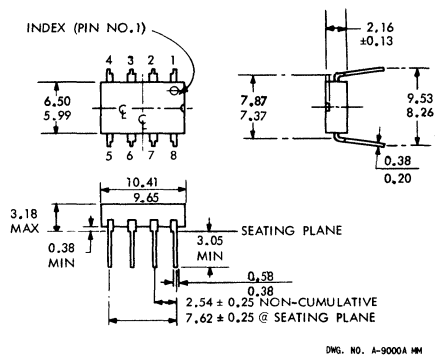 INDEX (PIN NO.1)
2.16
±0.13
4 3 2 1
6.50
5.99
℄
℄
5 6 7 8
7.87
7.37
9.53
8.26
0.38
0.20
10.41
9.65
3.18
MAX
0.38
MIN
3.05
MIN
SEATING PLANE
0.58
0.38
2.54 ± 0.25 NON-CUMULATIVE
7.62 ± 0.25 @ SEATING PLANE
DWG. NO. A-9000A MM